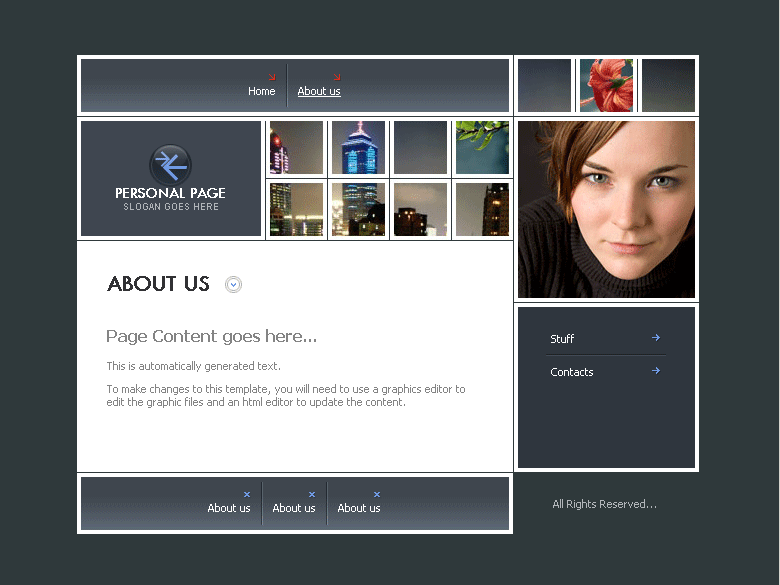 Home
About us
PERSONAL PAGE
SLOGAN GOES HERE
ABOUT US
Page Content goes here...
This is automatically generated text.
To make changes to this template, you will need to use a graphics editor to
edit the graphic files and an html editor to update the content.
Stuff
Contacts
About us
About us
About us
All Rights Reserved...